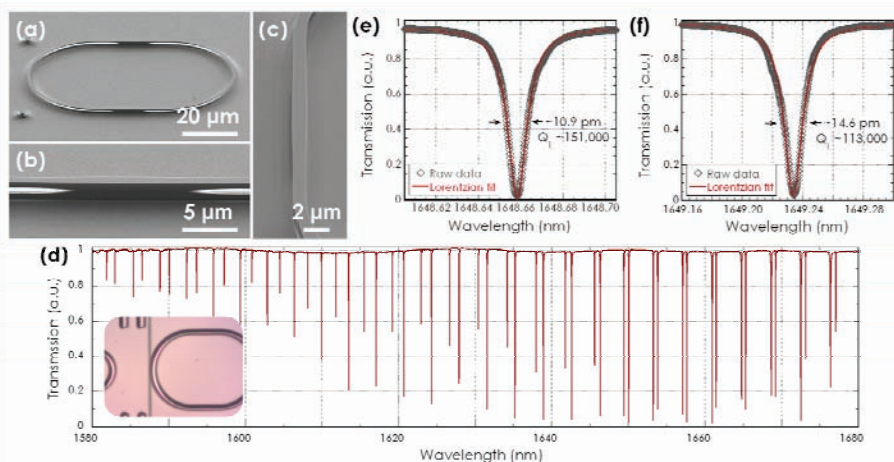 (a)
20 µm
(b)
5 µm
(c)
2 µm
(e)
Transmission (a.u.)
1.0
0.8
0.6
0.4
0.2
0
10.9 pm
Q_L ~151,000
Raw data
Lorentzian fit
1648.62 1648.64 1648.66 1648.68 1648.70
Wavelength (nm)
(f)
Transmission (a.u.)
1
0.8
0.6
0.4
0.2
0
14.6 pm
Q_L ~113,000
Raw data
Lorentzian fit
1649.16 1649.20 1649.24 1649.28
Wavelength (nm)
(d)
Transmssion (a.u.)
1.0
0.8
0.6
0.4
0.2
0
1580 1600 1620 1640 1660 1680
Wavelength (nm)